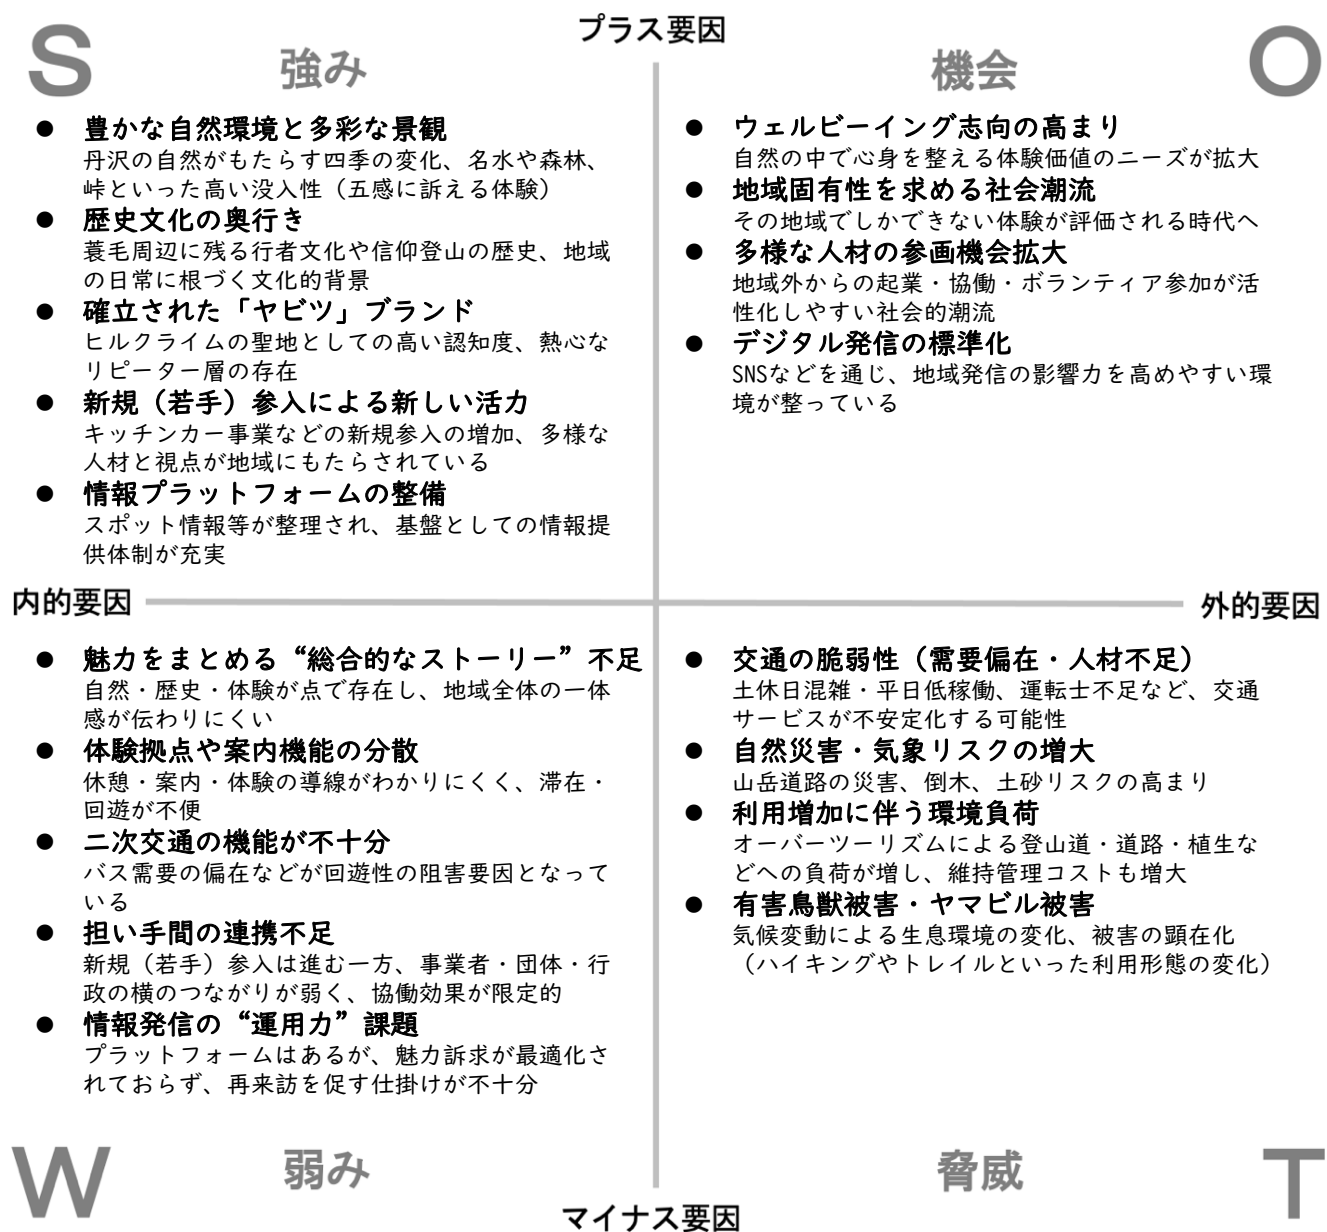 プラス要因
S
強み
● 豊かな自然環境と多彩な景観
丹沢の自然がもたらす四季の変化、名水や森林、
峠といった高い没入性（五感に訴える体験）
● 歴史文化の奥行き
蓑毛周辺に残る行者文化や信仰登山の歴史、地域
の日常に根づく文化的背景
● 確立された「ヤビツ」ブランド
ヒルクライムの聖地としての高い認知度、熱心な
リピーター層の存在
● 新規（若手）参入による新しい活力
キッチンカー事業などの新規参入の増加、多様な
人材と視点が地域にもたらされている
● 情報プラットフォームの整備
スポット情報等が整理され、基盤としての情報提
供体制が充実
機会
O
● ウェルビーイング志向の高まり
自然の中で心身を整える体験価値のニーズが拡大
● 地域固有性を求める社会潮流
その地域でしかできない体験が評価される時代へ
● 多様な人材の参画機会拡大
地域外からの起業・協働・ボランティア参加が活
性化しやすい社会的潮流
● デジタル発信の標準化
SNSなどを通じ、地域発信の影響力を高めやすい環
境が整っている
内的要因
外的要因
● 魅力をまとめる“総合的なストーリー”不足
自然・歴史・体験が点で存在し、地域全体の一体
感が伝わりにくい
● 体験拠点や案内機能の分散
休憩・案内・体験の導線がわかりにくく、滞在・
回遊が不便
● 二次交通の機能が不十分
バス需要の偏在などが回遊性の阻害要因となって
いる
● 担い手間の連携不足
新規（若手）参入は進む一方、事業者・団体・行
政の横のつながりが弱く、協働効果が限定的
● 情報発信の“運用力”課題
プラットフォームはあるが、魅力訴求が最適化さ
れておらず、再来訪を促す仕掛けが不十分
W
弱み
● 交通の脆弱性（需要偏在・人材不足）
土休日混雑・平日低稼働、運転士不足など、交通
サービスが不安定化する可能性
● 自然災害・気象リスクの増大
山岳道路の災害、倒木、土砂リスクの高まり
● 利用増加に伴う環境負荷
オーバーツーリズムによる登山道・道路・植生な
どへの負荷が増し、維持管理コストも増大
● 有害鳥獣被害・ヤマビル被害
気候変動による生息環境の変化、被害の顕在化
（ハイキングやトレイルといった利用形態の変化）
脅威
T
マイナス要因